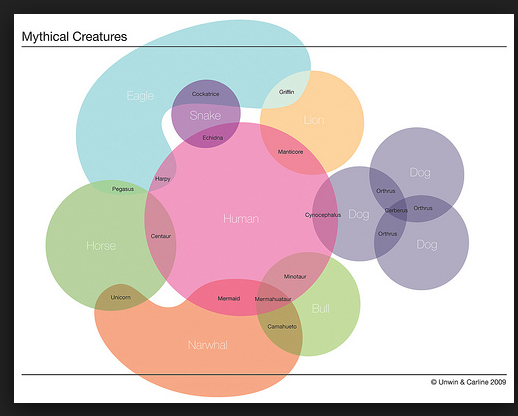 Mythical Creatures
Eagle
Cockatrice
Griffin
Snake
Lion
Echidna
Manticore
Harpy
Pegasus
Dog
Orthrus
Cynocephalus
Dog
Cerberus
Orthrus
Human
Centaur
Horse
Orthrus
Dog
Minotaur
Unicorn
Mermaid
Mermahuataur
Bull
Camahueto
Narwhal
© Unwin & Carline 2009